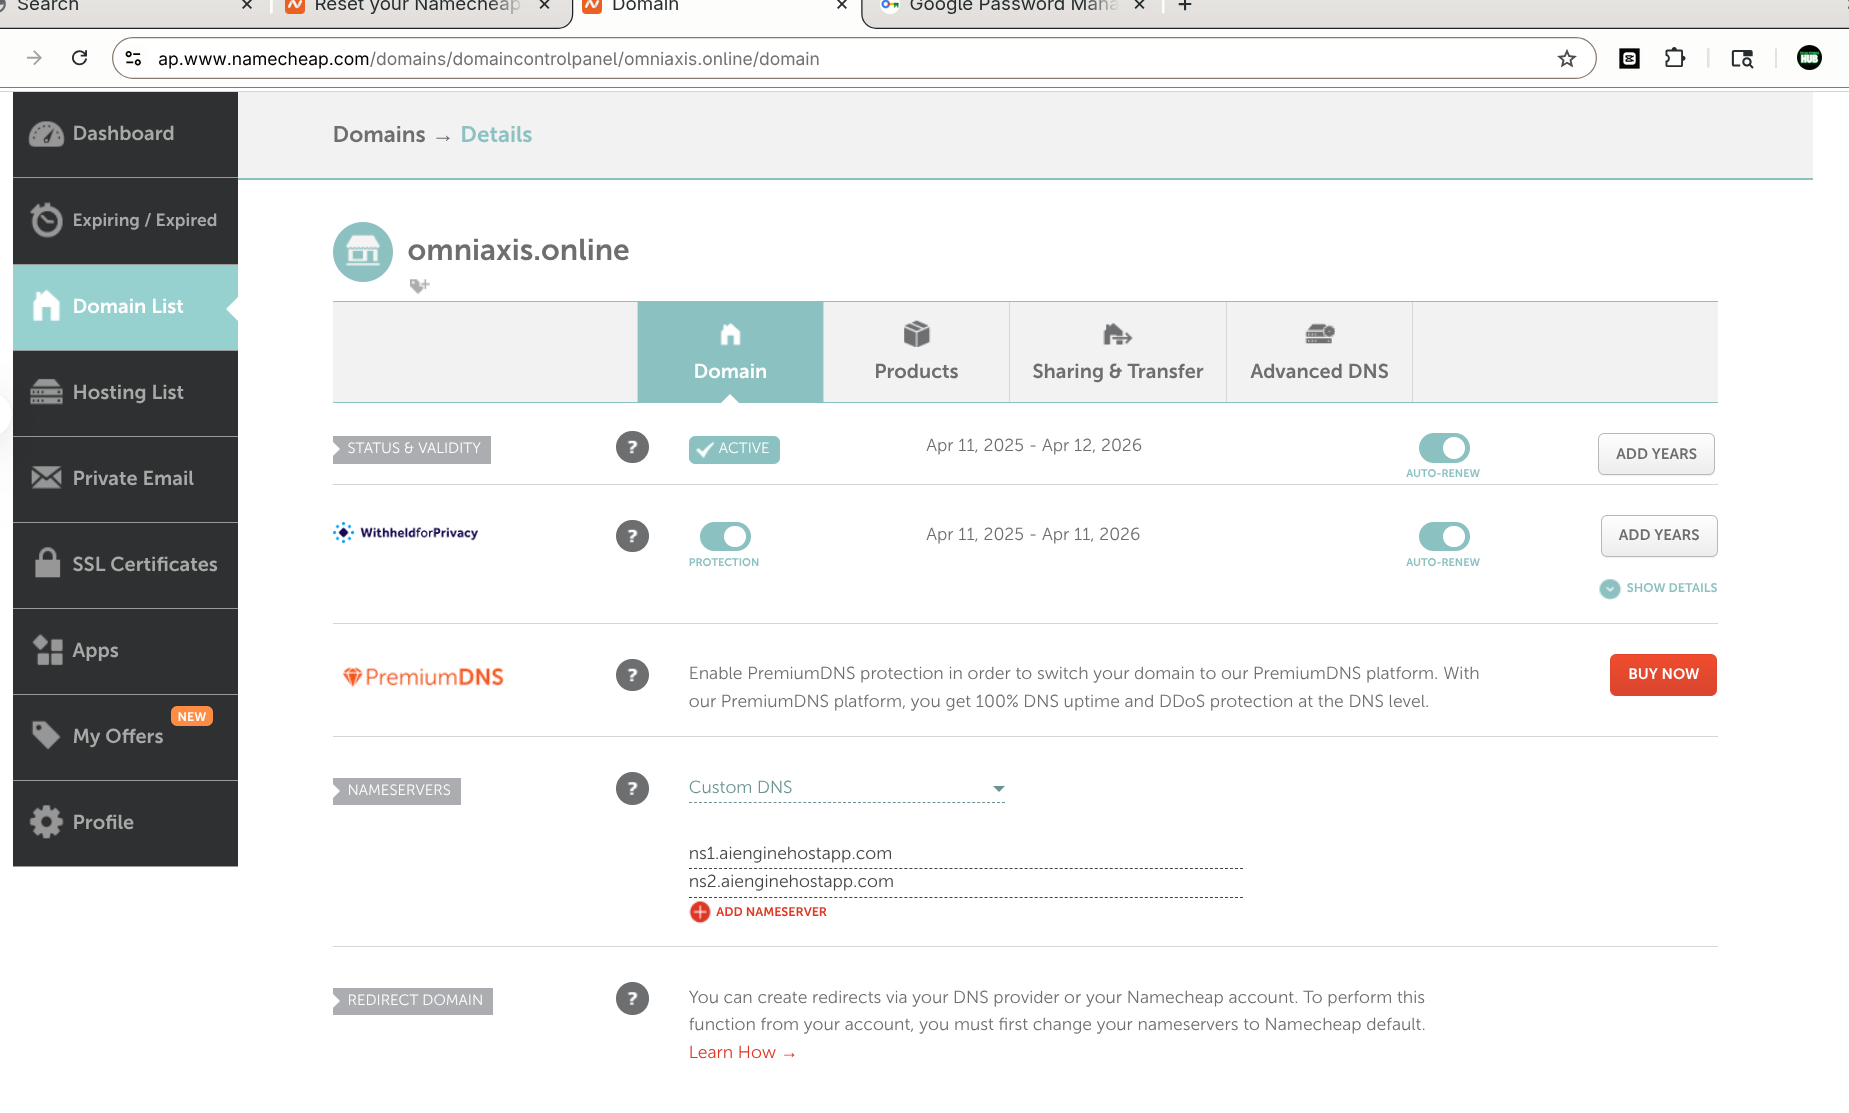 Search
Reset your Namecheap
Domain
Google Password Mana
ap.www.namecheap.com/domains/domaincontrolpanel/omniaxis.online/domain
HUB
Dashboard
Expiring / Expired
Domain List
Hosting List
Private Email
SSL Certificates
Apps
NEW
My Offers
Profile
Domains → Details
omniaxis.online
Domain
Products
Sharing & Transfer
Advanced DNS
STATUS & VALIDITY
?
ACTIVE
Apr 11, 2025 - Apr 12, 2026
AUTO-RENEW
ADD YEARS
WithheldforPrivacy
?
PROTECTION
Apr 11, 2025 - Apr 11, 2026
AUTO-RENEW
ADD YEARS
SHOW DETAILS
PremiumDNS
?
Enable PremiumDNS protection in order to switch your domain to our PremiumDNS platform. With
our PremiumDNS platform, you get 100% DNS uptime and DDoS protection at the DNS level.
BUY NOW
NAMESERVERS
?
Custom DNS
ns1.aienginehostapp.com
ns2.aienginehostapp.com
ADD NAMESERVER
REDIRECT DOMAIN
?
You can create redirects via your DNS provider or your Namecheap account. To perform this
function from your account, you must first change your nameservers to Namecheap default.
Learn How →